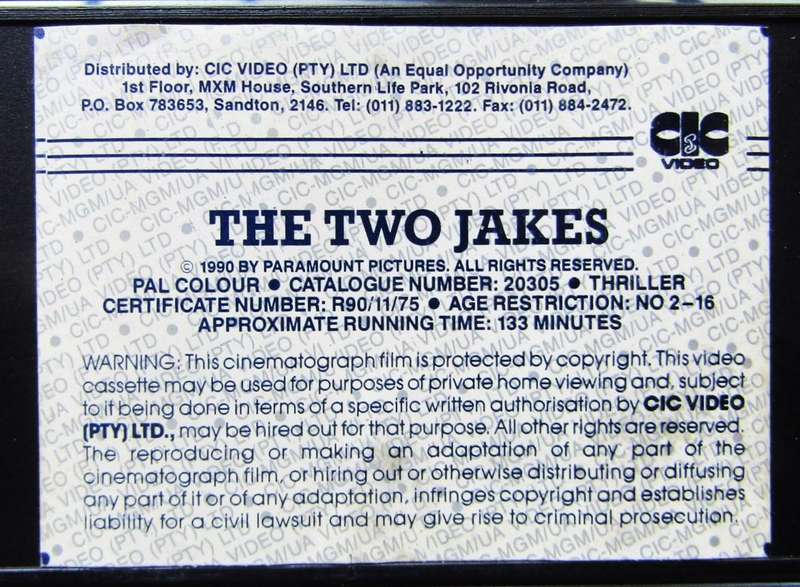 Distributed by: CIC VIDEO (PTY) LTD (An Equal Opportunity Company)
1st Floor, MXM House, Southern Life Park, 102 Rivonia Road,
P.O. Box 783653, Sandton, 2146. Tel: (011) 883-1222. Fax: (011) 884-2472.
CIC
VIDEO
THE TWO JAKES
© 1990 BY PARAMOUNT PICTURES. ALL RIGHTS RESERVED.
PAL COLOUR ● CATALOGUE NUMBER: 20305 ● THRILLER
CERTIFICATE NUMBER: R90/11/75 ● AGE RESTRICTION: NO 2-16
APPROXIMATE RUNNING TIME: 133 MINUTES
WARNING: This cinematograph film is protected by copyright. This video
cassette may be used for purposes of private home viewing and, subject
to it being done in terms of a specific written authorisation by CIC VIDEO
(PTY) LTD., may be hired out for that purpose. All other rights are reserved.
The reproducing or making an adaptation of any part of the
cinematograph film, or hiring out or otherwise distributing or diffusing
any part of it or of any adaptation, infringes copyright and establishes
liability for a civil lawsuit and may give rise to criminal prosecution.